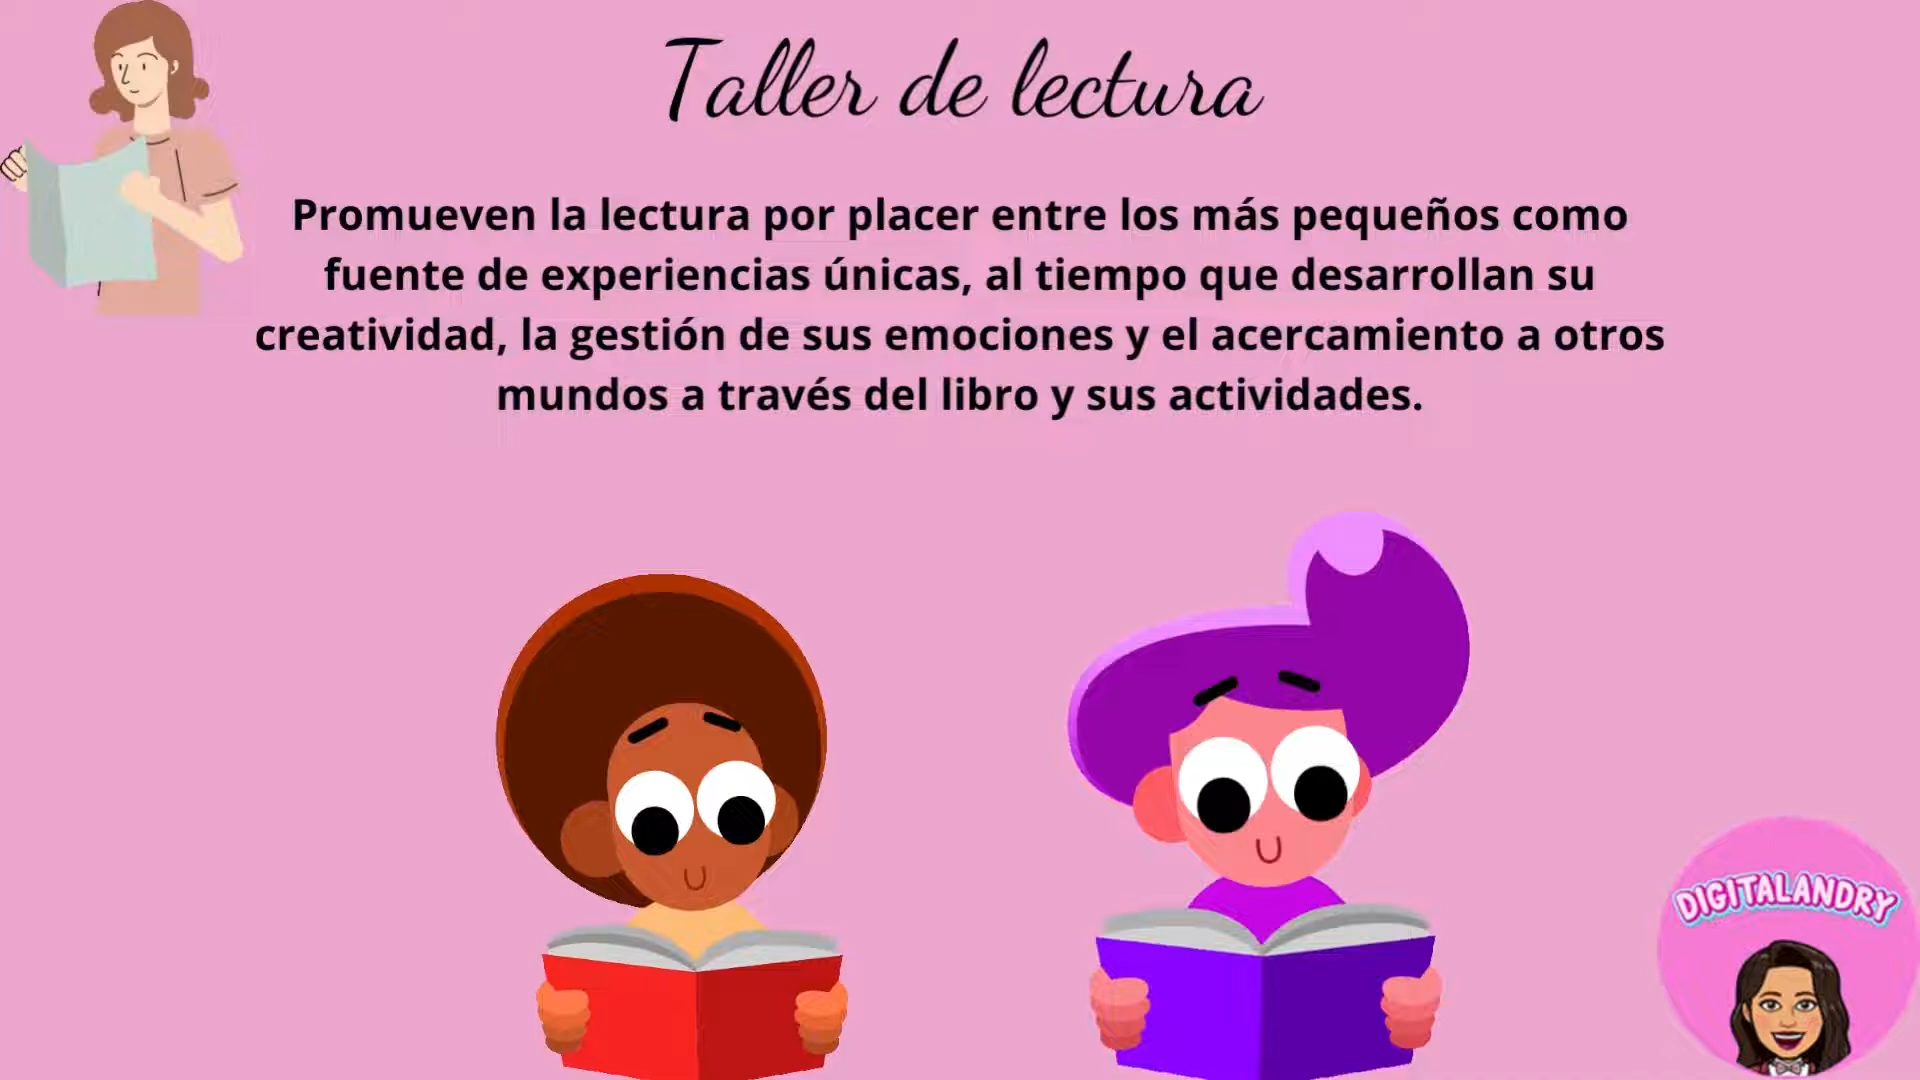 Taller de lectura
Promueven la lectura por placer entre los más pequeños como
fuente de experiencias únicas, al tiempo que desarrollan su
creatividad, la gestión de sus emociones y el acercamiento a otros
mundos a través del libro y sus actividades.
DIGITALANDRY